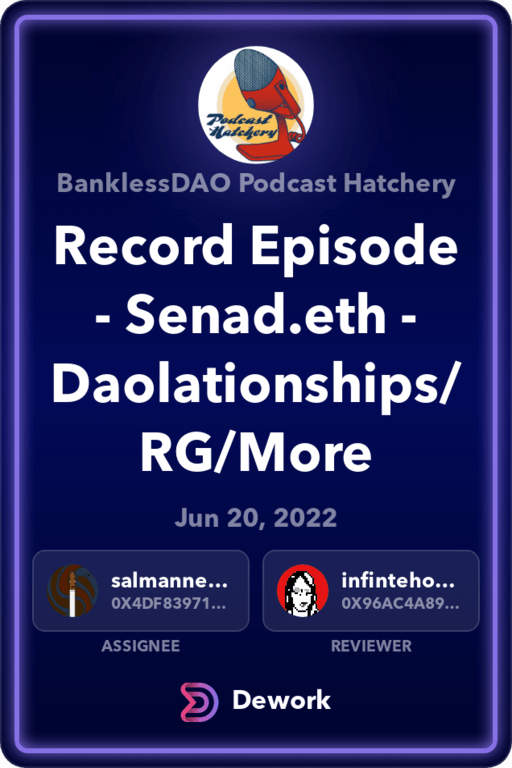 Podcast
Hatchery
BanklessDAO Podcast Hatchery
Record Episode
- Senad.eth -
Daolationships/
RG/More
Jun 20, 2022
salmanne...
0X4DF83971...
infinteho...
0X96AC4A89...
ASSIGNEE
REVIEWER
Dework